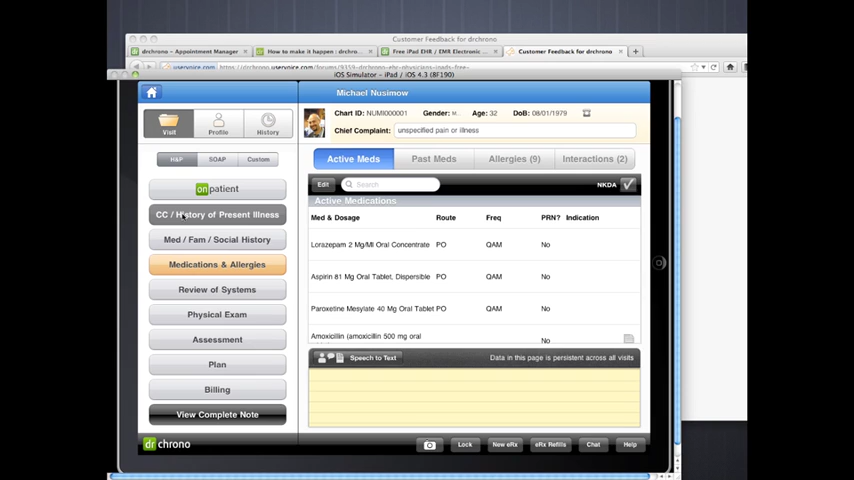 Customer Feedback for drchrono
drchrono - Appointment Manager
How to make it happen | drchron...
Free iPad EHR / EMR Electronic ...
Customer Feedback for drchrono
iOS Simulator - iPad / iOS 4.3 (8F190)
Michael Nusimow
Chart ID: NUMI000001 Gender: M.. Age: 32 DoB: 08/01/1979
Chief Complaint: unspecified pain or illness
Visit
Profile
History
H&P
SOAP
Custom
onpatient
CC / History of Present Illness
Med / Fam / Social History
Medications & Allergies
Review of Systems
Physical Exam
Assessment
Plan
Billing
View Complete Note
drchrono
Active Meds
Past Meds
Allergies (9)
Interactions (2)
Edit
Search
NKDA
Active Medications
Med & Dosage Route Freq PRN? Indication
Lorazepam 2 Mg/Ml Oral Concentrate PO QAM No
Aspirin 81 Mg Oral Tablet, Dispersible PO QAM No
Paroxetine Mesylate 40 Mg Oral Tablet PO QAM No
Amoxicillin (amoxicillin 500 mg oral No
Speech to Text
Data in this page is persistent across all visits
Lock
New eRx
eRx Refills
Chat
Help